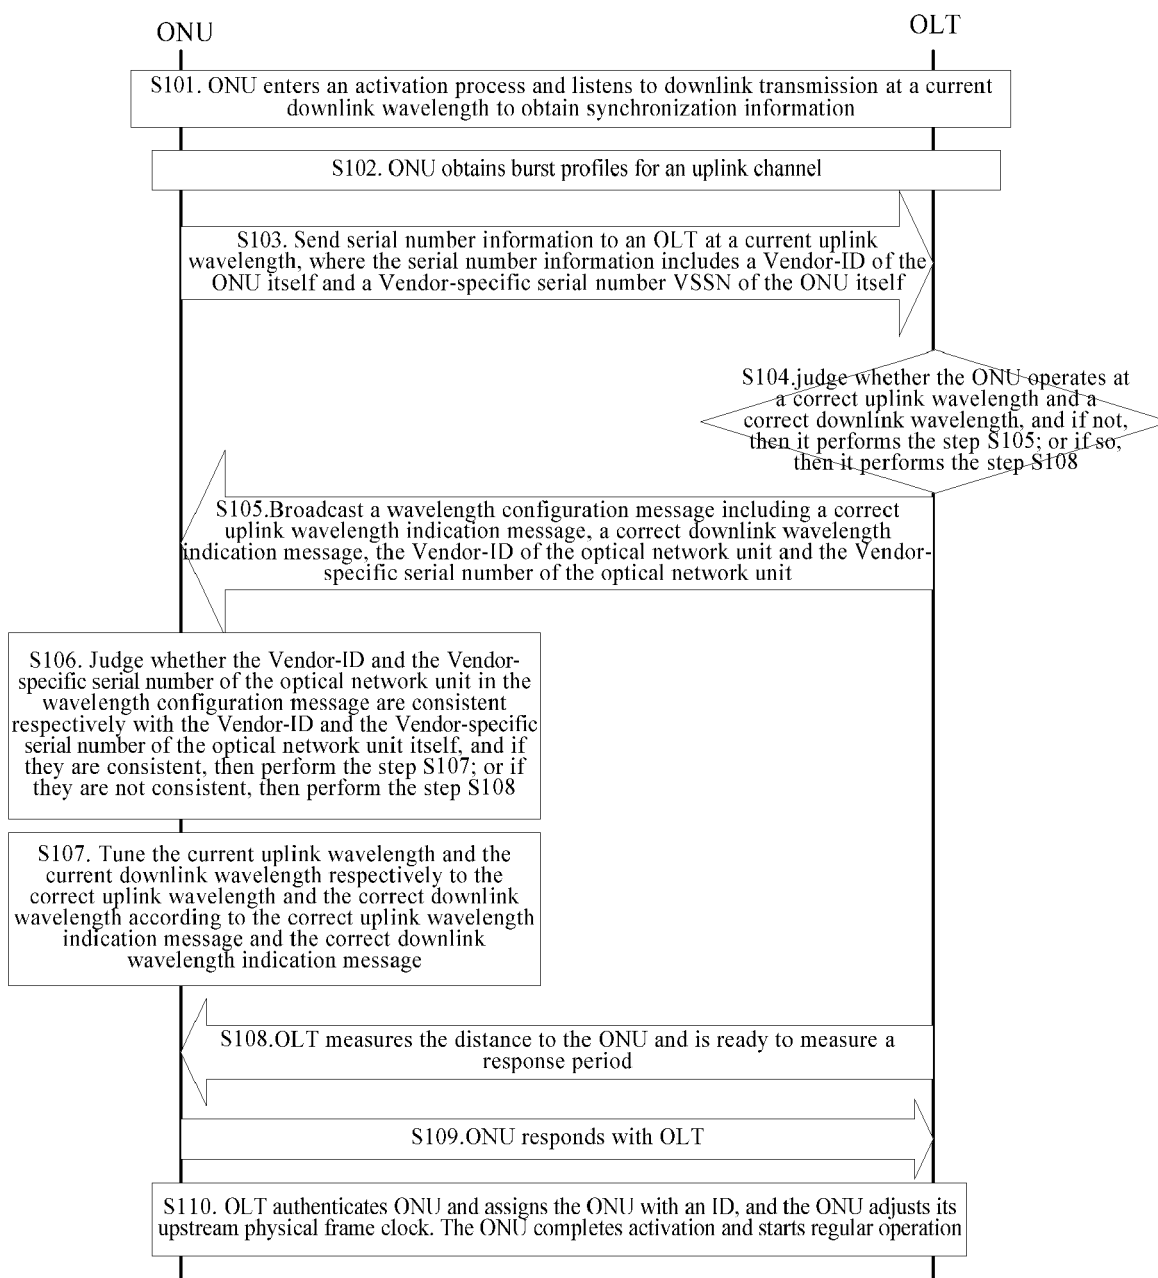 ONU
OLT
S101. ONU enters an activation process and listens to downlink transmission at a current
downlink wavelength to obtain synchronization information
S102. ONU obtains burst profiles for an uplink channel
S103. Send serial number information to an OLT at a current uplink
wavelength, where the serial number information includes a Vendor-ID of the
ONU itself and a Vendor-specific serial number VSSN of the ONU itself
S104.judge whether the ONU operates at
a correct uplink wavelength and a
correct downlink wavelength, and if not,
then it performs the step S105; or if so,
then it performs the step S108
S105.Broadcast a wavelength configuration message including a correct
uplink wavelength indication message, a correct downlink wavelength
indication message, the Vendor-ID of the optical network unit and the Vendor-
specific serial number of the optical network unit
S106. Judge whether the Vendor-ID and the Vendor-
specific serial number of the optical network unit in the
wavelength configuration message are consistent
respectively with the Vendor-ID and the Vendor-specific
serial number of the optical network unit itself, and if
they are consistent, then perform the step S107; or if
they are not consistent, then perform the step S108
S107. Tune the current uplink wavelength and the
current downlink wavelength respectively to the
correct uplink wavelength and the correct downlink
wavelength according to the correct uplink wavelength
indication message and the correct downlink
wavelength indication message
S108.OLT measures the distance to the ONU and is ready to measure a
response period
S109.ONU responds with OLT
S110. OLT authenticates ONU and assigns the ONU with an ID, and the ONU adjusts its
upstream physical frame clock. The ONU completes activation and starts regular operation